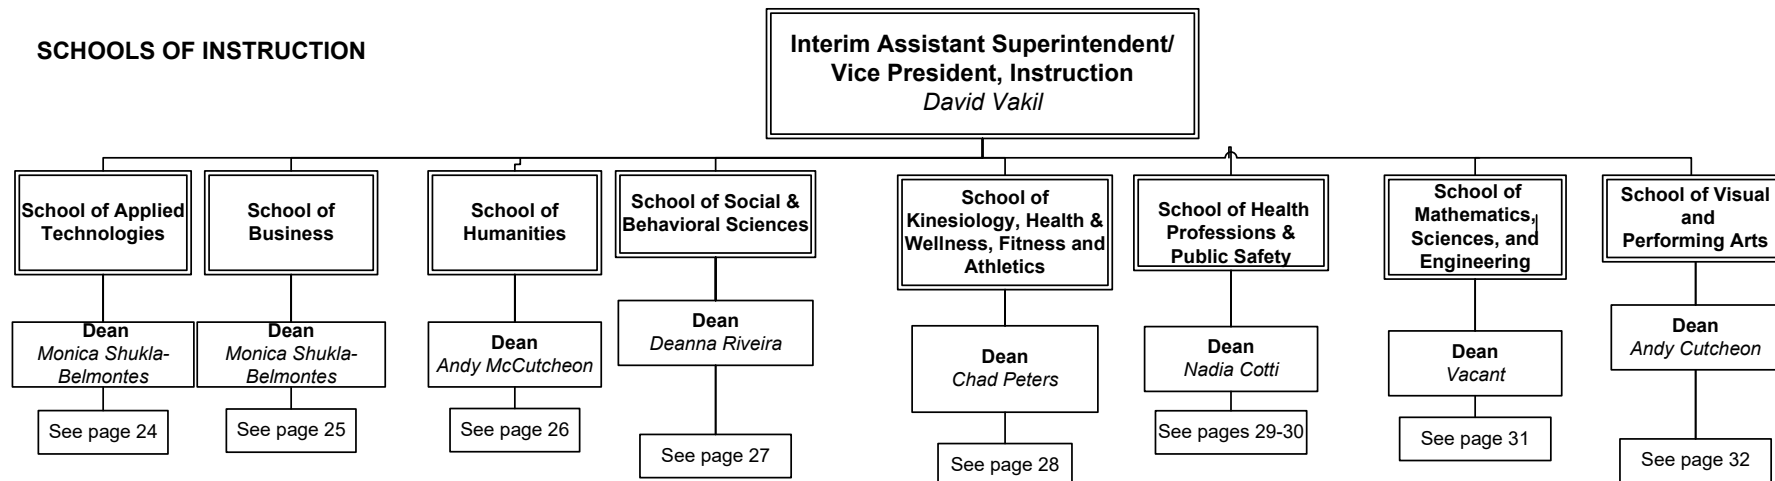 SCHOOLS OF INSTRUCTION
Interim Assistant Superintendent/
Vice President, Instruction
David Vakil
School of Applied
Technologies
Dean
Monica Shukla-
Belmontes
See page 24
School of
Business
Dean
Monica Shukla-
Belmontes
See page 25
School of
Humanities
Dean
Andy McCutcheon
See page 26
School of Social &
Behavioral Sciences
Dean
Deanna Riveira
See page 27
School of
Kinesiology, Health &
Wellness, Fitness and
Athletics
Dean
Chad Peters
See page 28
School of Health
Professions &
Public Safety
Dean
Nadia Cotti
See pages 29-30
School of
Mathematics,
Sciences, and
Engineering
Dean
Vacant
See page 31
School of Visual
and
Performing Arts
Dean
Andy Cutcheon
See page 32